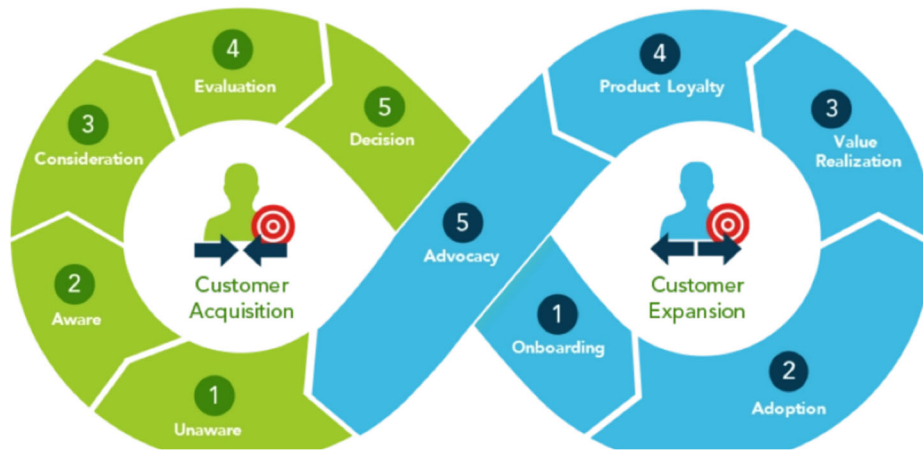 1
Unaware
2
Aware
3
Consideration
4
Evaluation
5
Decision
Customer
Acquisition
1
Onboarding
2
Adoption
3
Value
Realization
4
Product Loyalty
5
Advocacy
Customer
Expansion